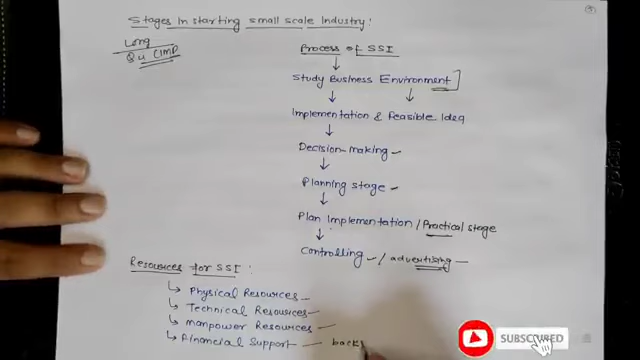 Stages in starting small scale Industry:
Long
Qu (IMP
Process of SSI
Study Business Environment
Implementation & Feasible Idea
Decision-making
Planning stage
Plan Implementation / Practical stage
Controlling / advertising
Resources for SSI:
Physical Resources
Technical Resources
manpower Resources
Financial Support — back
SUBSCRIBED